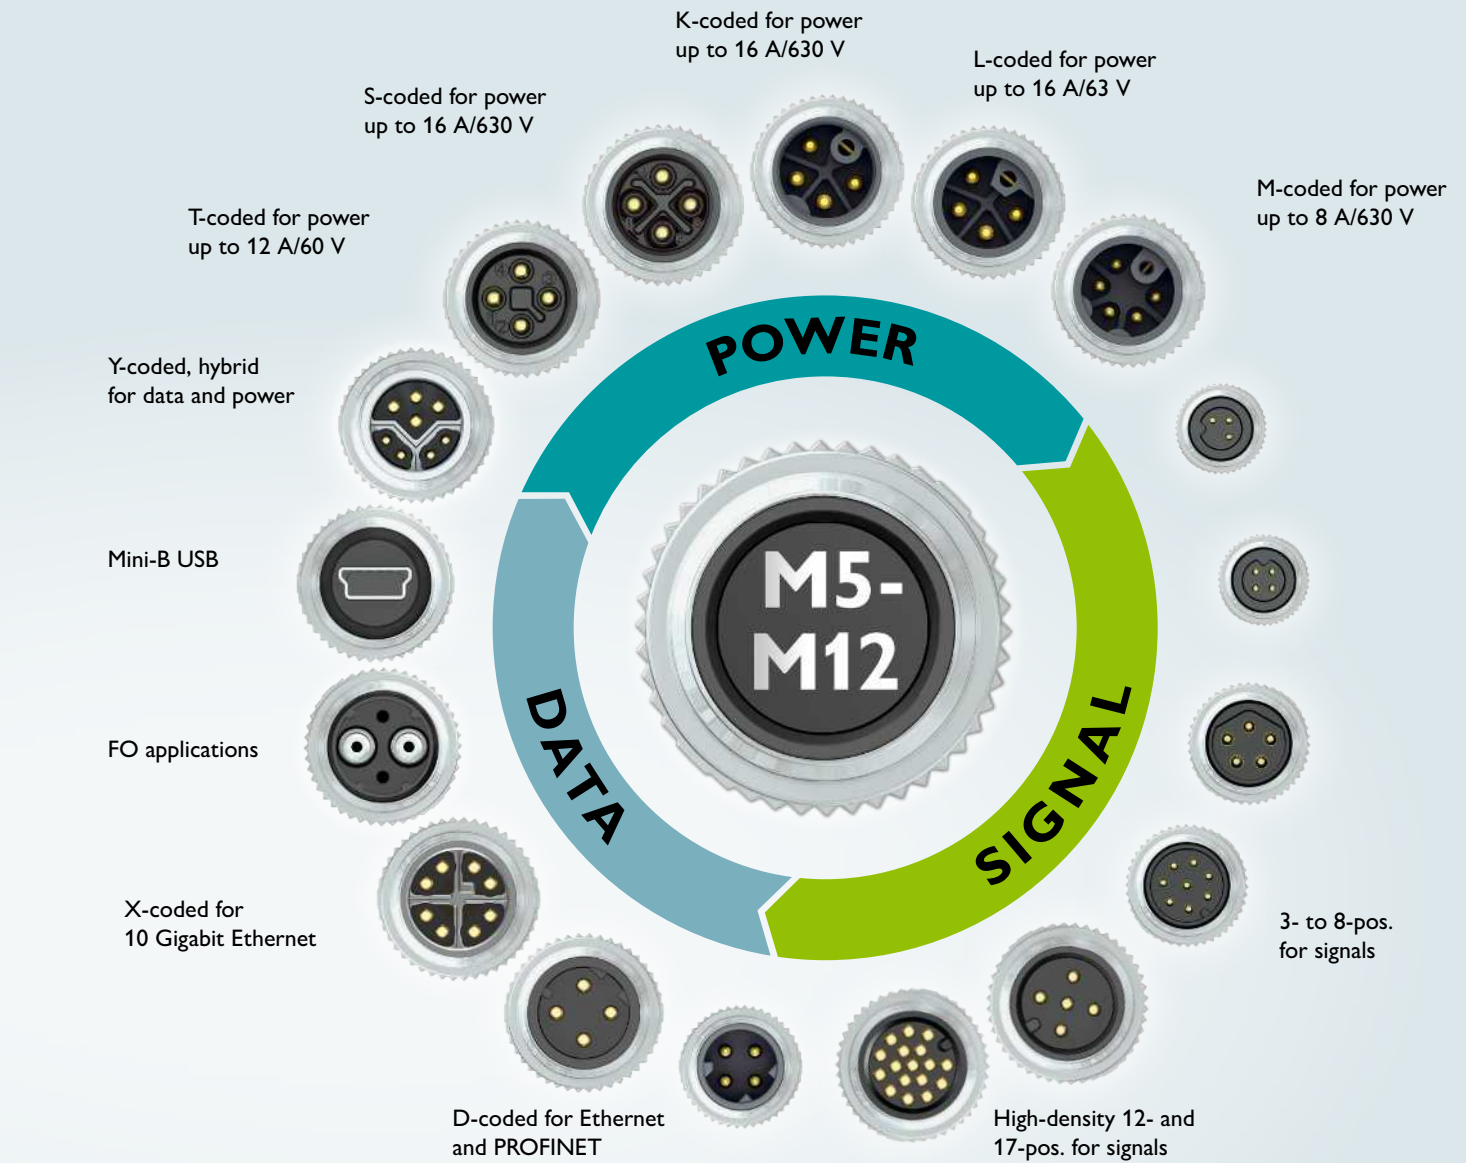 K-coded for power
up to 16 A/630 V
L-coded for power
up to 16 A/63 V
S-coded for power
up to 16 A/630 V
M-coded for power
up to 8 A/630 V
T-coded for power
up to 12 A/60 V
Y-coded, hybrid
for data and power
Mini-B USB
FO applications
X-coded for
10 Gigabit Ethernet
D-coded for Ethernet
and PROFINET
High-density 12- and
17-pos. for signals
3- to 8-pos.
for signals
POWER
SIGNAL
DATA
M5-
M12